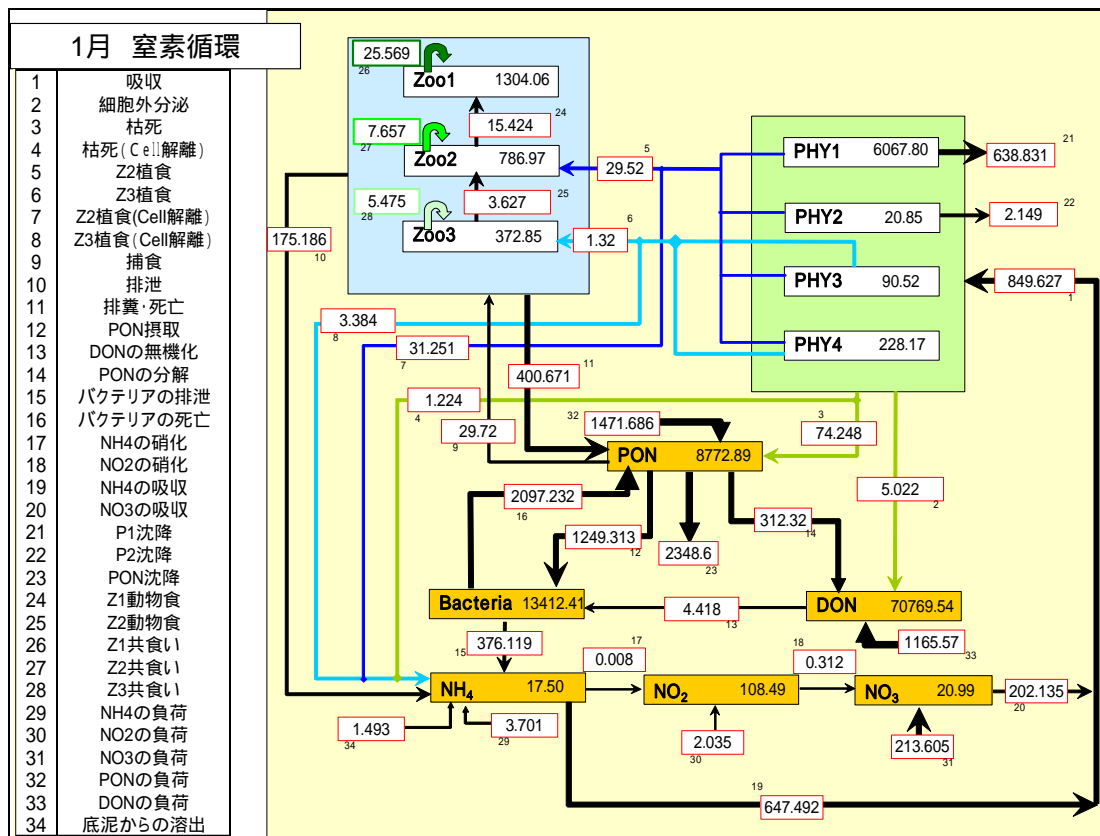 1月 窒素循環
1 吸収
2 細胞外分泌
3 枯死
4 枯死(Cell解離)
5 Z2植食
6 Z3植食
7 Z2植食(Cell解離)
8 Z3植食(Cell解離)
9 捕食
10 排泄
11 排糞・死亡
12 PON摂取
13 DONの無機化
14 PONの分解
15 バクテリアの排泄
16 バクテリアの死亡
17 NH4の硝化
18 NO2の硝化
19 NH4の吸収
20 NO3の吸収
21 P1沈降
22 P2沈降
23 PON沈降
24 Z1動物食
25 Z2動物食
26 Z1共食い
27 Z2共食い
28 Z3共食い
29 NH4の負荷
30 NO2の負荷
31 NO3の負荷
32 PONの負荷
33 DONの負荷
34 底泥からの溶出
25.569
26
Zoo1 1304.06
15.424
24
7.657
27
Zoo2 786.97
3.627
25
5.475
28
Zoo3 372.85
29.52
5
1.32
6
PHY1 6067.80
638.831
21
PHY2 20.85
2.149
22
PHY3 90.52
PHY4 228.17
849.627
1
175.186
10
3.384
8
31.251
7
400.671
11
1.224
4
29.72
9
32
1471.686
3
74.248
PON 8772.89
5.022
2
2097.232
16
1249.313
12
2348.6
23
312.32
14
Bacteria 13412.41
4.418
13
DON 70769.54
376.119
15
1165.57
33
17
0.008
18
0.312
NH4 17.50
NO2 108.49
NO3 20.99
202.135
20
1.493
34
3.701
29
2.035
30
213.605
31
19
647.492